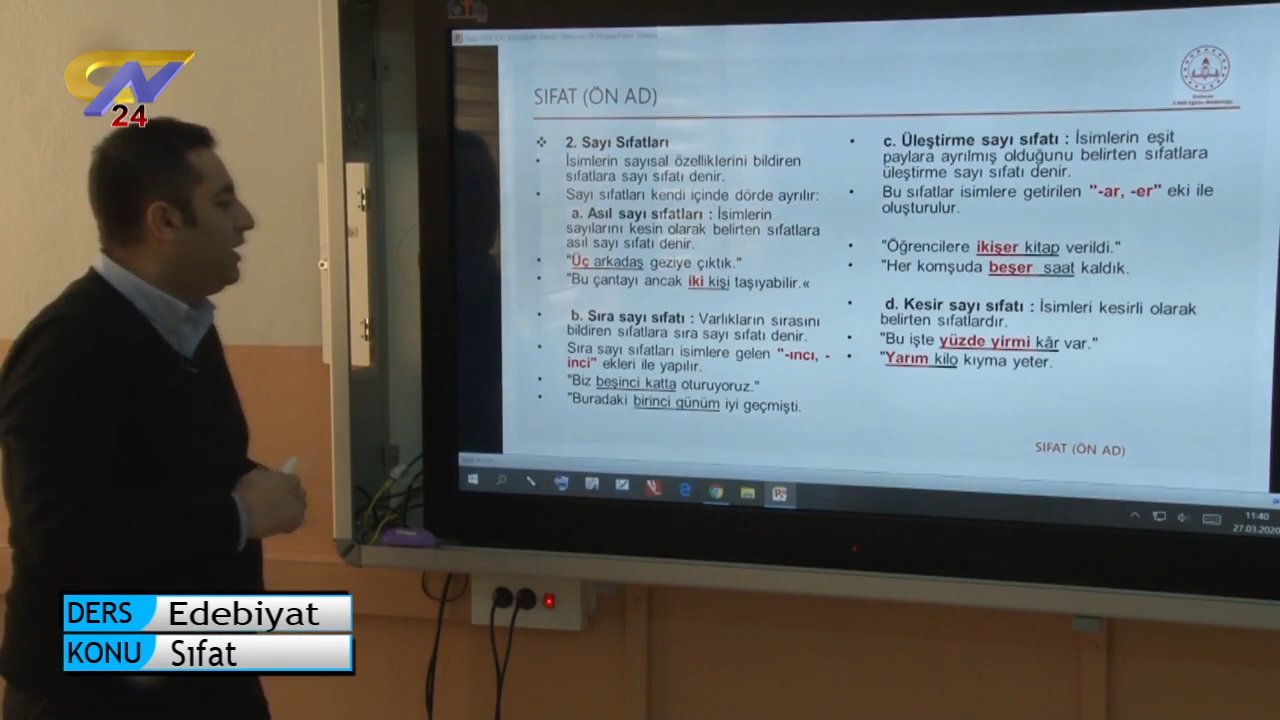 24
SIFAT (ÖN AD)
❖ 2. Sayı Sıfatları
• İsimlerin sayısal özelliklerini bildiren
sıfatlara sayı sıfatı denir.
• Sayı sıfatları kendi içinde dörde ayrılır:
a. Asıl sayı sıfatları : İsimlerin
sayılarını kesin olarak belirten sıfatlara
asıl sayı sıfatı denir.
• "Üç arkadaş geziye çıktık."
• "Bu çantayı ancak iki kişi taşıyabilir.«
• b. Sıra sayı sıfatı : Varlıkların sırasını
bildiren sıfatlara sıra sayı sıfatı denir.
• Sıra sayı sıfatları isimlere gelen "-ıncı, -
inci" ekleri ile yapılır.
• "Biz beşinci katta oturuyoruz."
• "Buradaki birinci günüm iyi geçmişti.
• c. Üleştirme sayı sıfatı : İsimlerin eşit
paylara ayrılmış olduğunu belirten sıfatlara
üleştirme sayı sıfatı denir.
• Bu sıfatlar isimlere getirilen "-ar, -er" eki ile
oluşturulur.
• "Öğrencilere ikişer kitap verildi."
• "Her komşuda beşer saat kaldık.
• d. Kesir sayı sıfatı : İsimleri kesirli olarak
belirten sıfatlardır.
• "Bu işte yüzde yirmi kâr var."
• "Yarım kilo kıyma yeter.
SIFAT (ÖN AD)
11:40
27.03.2020
DERS Edebiyat
KONU Sıfat